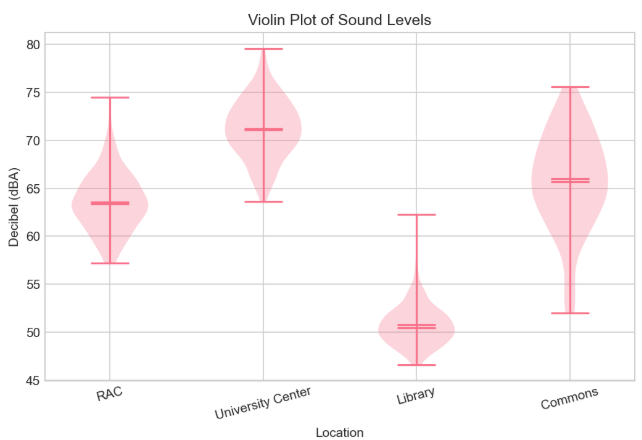 Violin Plot of Sound Levels
80
75
70
65
60
55
50
45
Decibel (dBA)
RAC
University Center
Library
Commons
Location